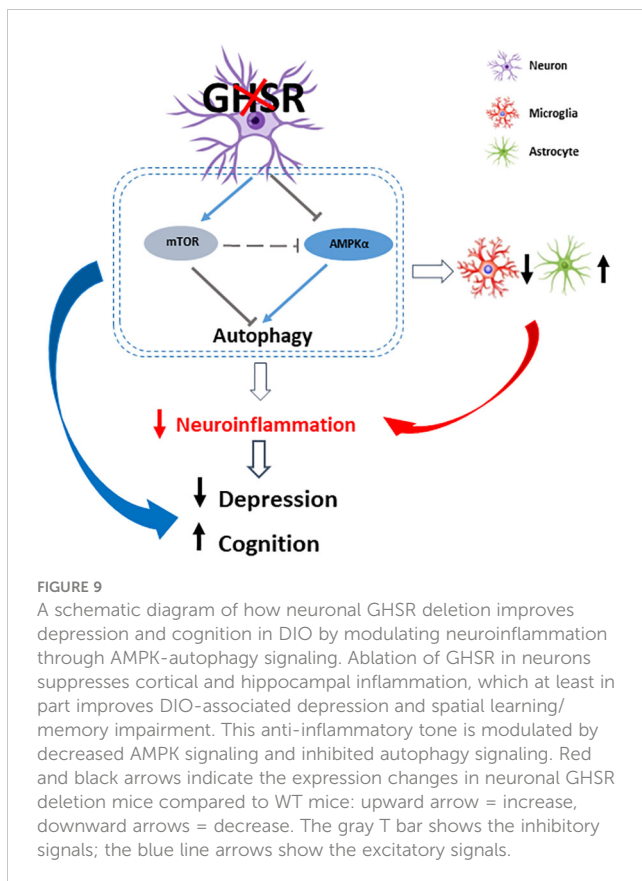 GHSR
Neuron
Microglia
Astrocyte
mTOR
AMPKα
Autophagy
Neuroinflammation
Depression
Cognition
FIGURE 9
A schematic diagram of how neuronal GHSR deletion improves
depression and cognition in DIO by modulating neuroinflammation
through AMPK-autophagy signaling. Ablation of GHSR in neurons
suppresses cortical and hippocampal inflammation, which at least in
part improves DIO-associated depression and spatial learning/
memory impairment. This anti-inflammatory tone is modulated by
decreased AMPK signaling and inhibited autophagy signaling. Red
and black arrows indicate the expression changes in neuronal GHSR
deletion mice compared to WT mice: upward arrow = increase,
downward arrows = decrease. The gray T bar shows the inhibitory
signals; the blue line arrows show the excitatory signals.